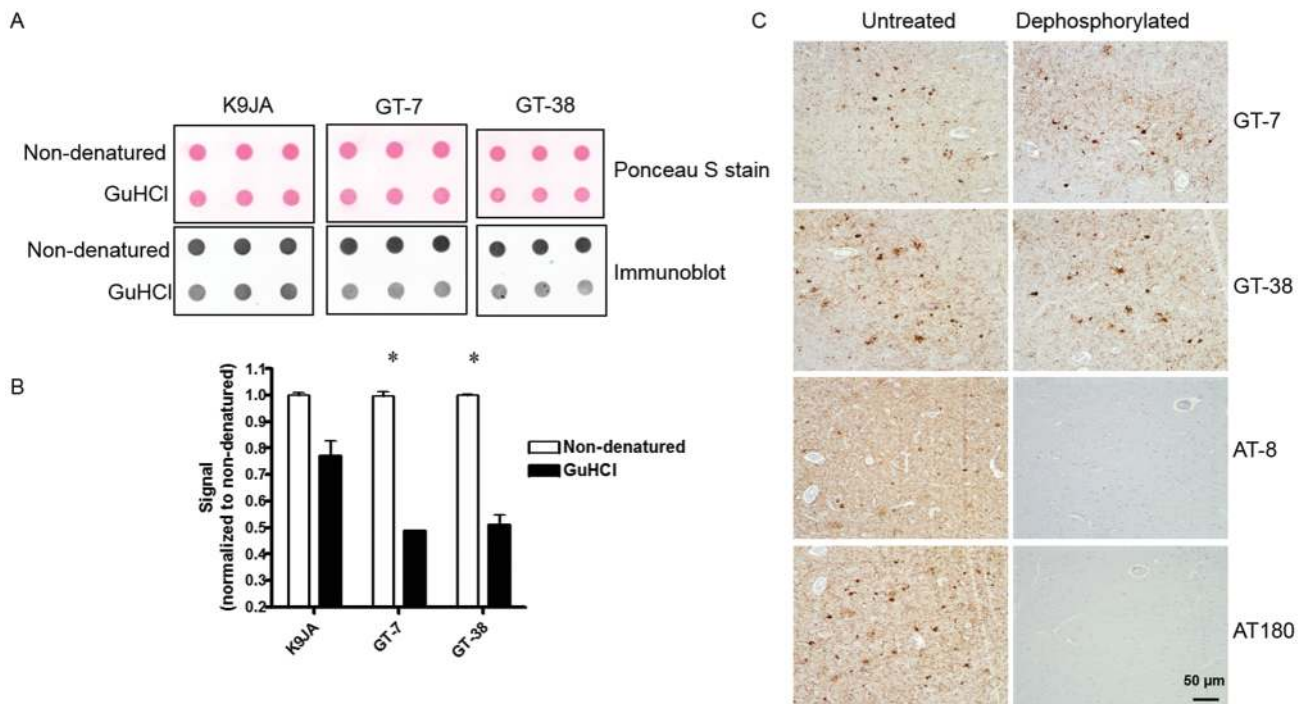 A
K9JA GT-7 GT-38
Non-denatured
GuHCl
Ponceau S stain
Non-denatured
GuHCl
Immunoblot
B
Signal
(normalized to non-denatured)
1.1
1.0
0.9
0.8
0.7
0.6
0.5
0.4
0.3
0.2
* *
Non-denatured
GuHCl
K9JA GT-7 GT-38
C
Untreated Dephosphorylated
GT-7
GT-38
AT-8
AT180
50 µm